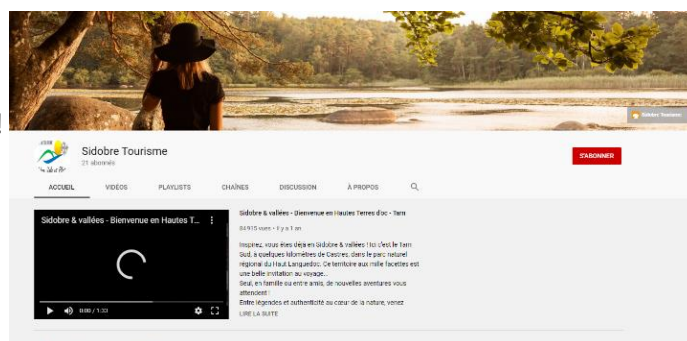 !
Sidobre Tourisme
Sidobre Tourisme
21 abonnés
S'ABONNER
ACCUEIL VIDÉOS PLAYLISTS CHAÎNES DISCUSSION À PROPOS
Sidobre & vallées - Bienvenue en Hautes T...
0:00 / 1:33
Sidobre & vallées - Bienvenue en Hautes Terres d'oc - Tarn
84 915 vues • il y a 1 an
Inspirez, vous êtes déjà en Sidobre & vallées ! Ici c'est le Tarn
Sud, à quelques kilomètres de Castres, dans le parc naturel
régional du Haut Languedoc. Ce territoire aux mille facettes est
une belle invitation au voyage...
Seul, en famille ou entre amis, de nouvelles aventures vous
attendent !
Entre légendes et authenticité au cœur de la nature, venez
LIRE LA SUITE